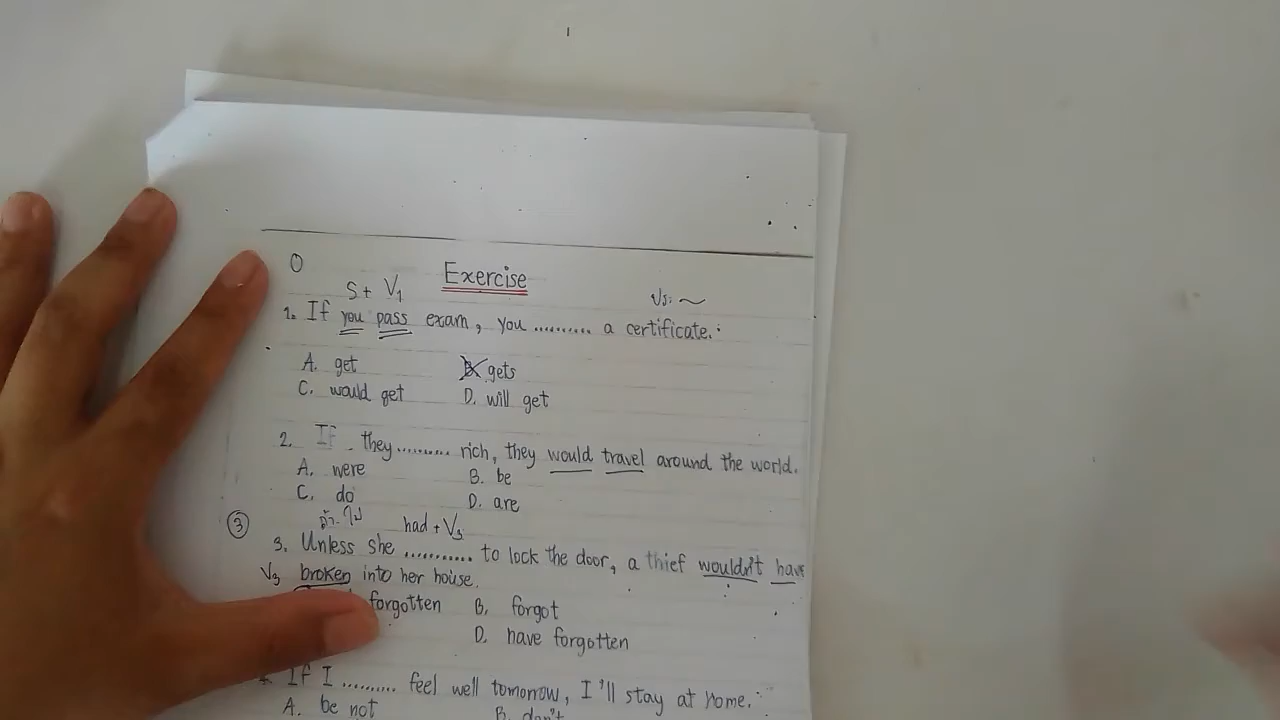 Exercise
S + V1
1. If you pass exam, you .......... a certificate.
A. get B. gets
C. would get D. will get
2. If they .......... rich, they would travel around the world.
A. were B. be
C. do D. are
had + V3
3 3. Unless she ........... to lock the door, a thief wouldn't have
V3 broken into her house.
forgotten B. forgot
D. have forgotten
If I .......... feel well tomorrow, I'll stay at home.
A. be not B. don't